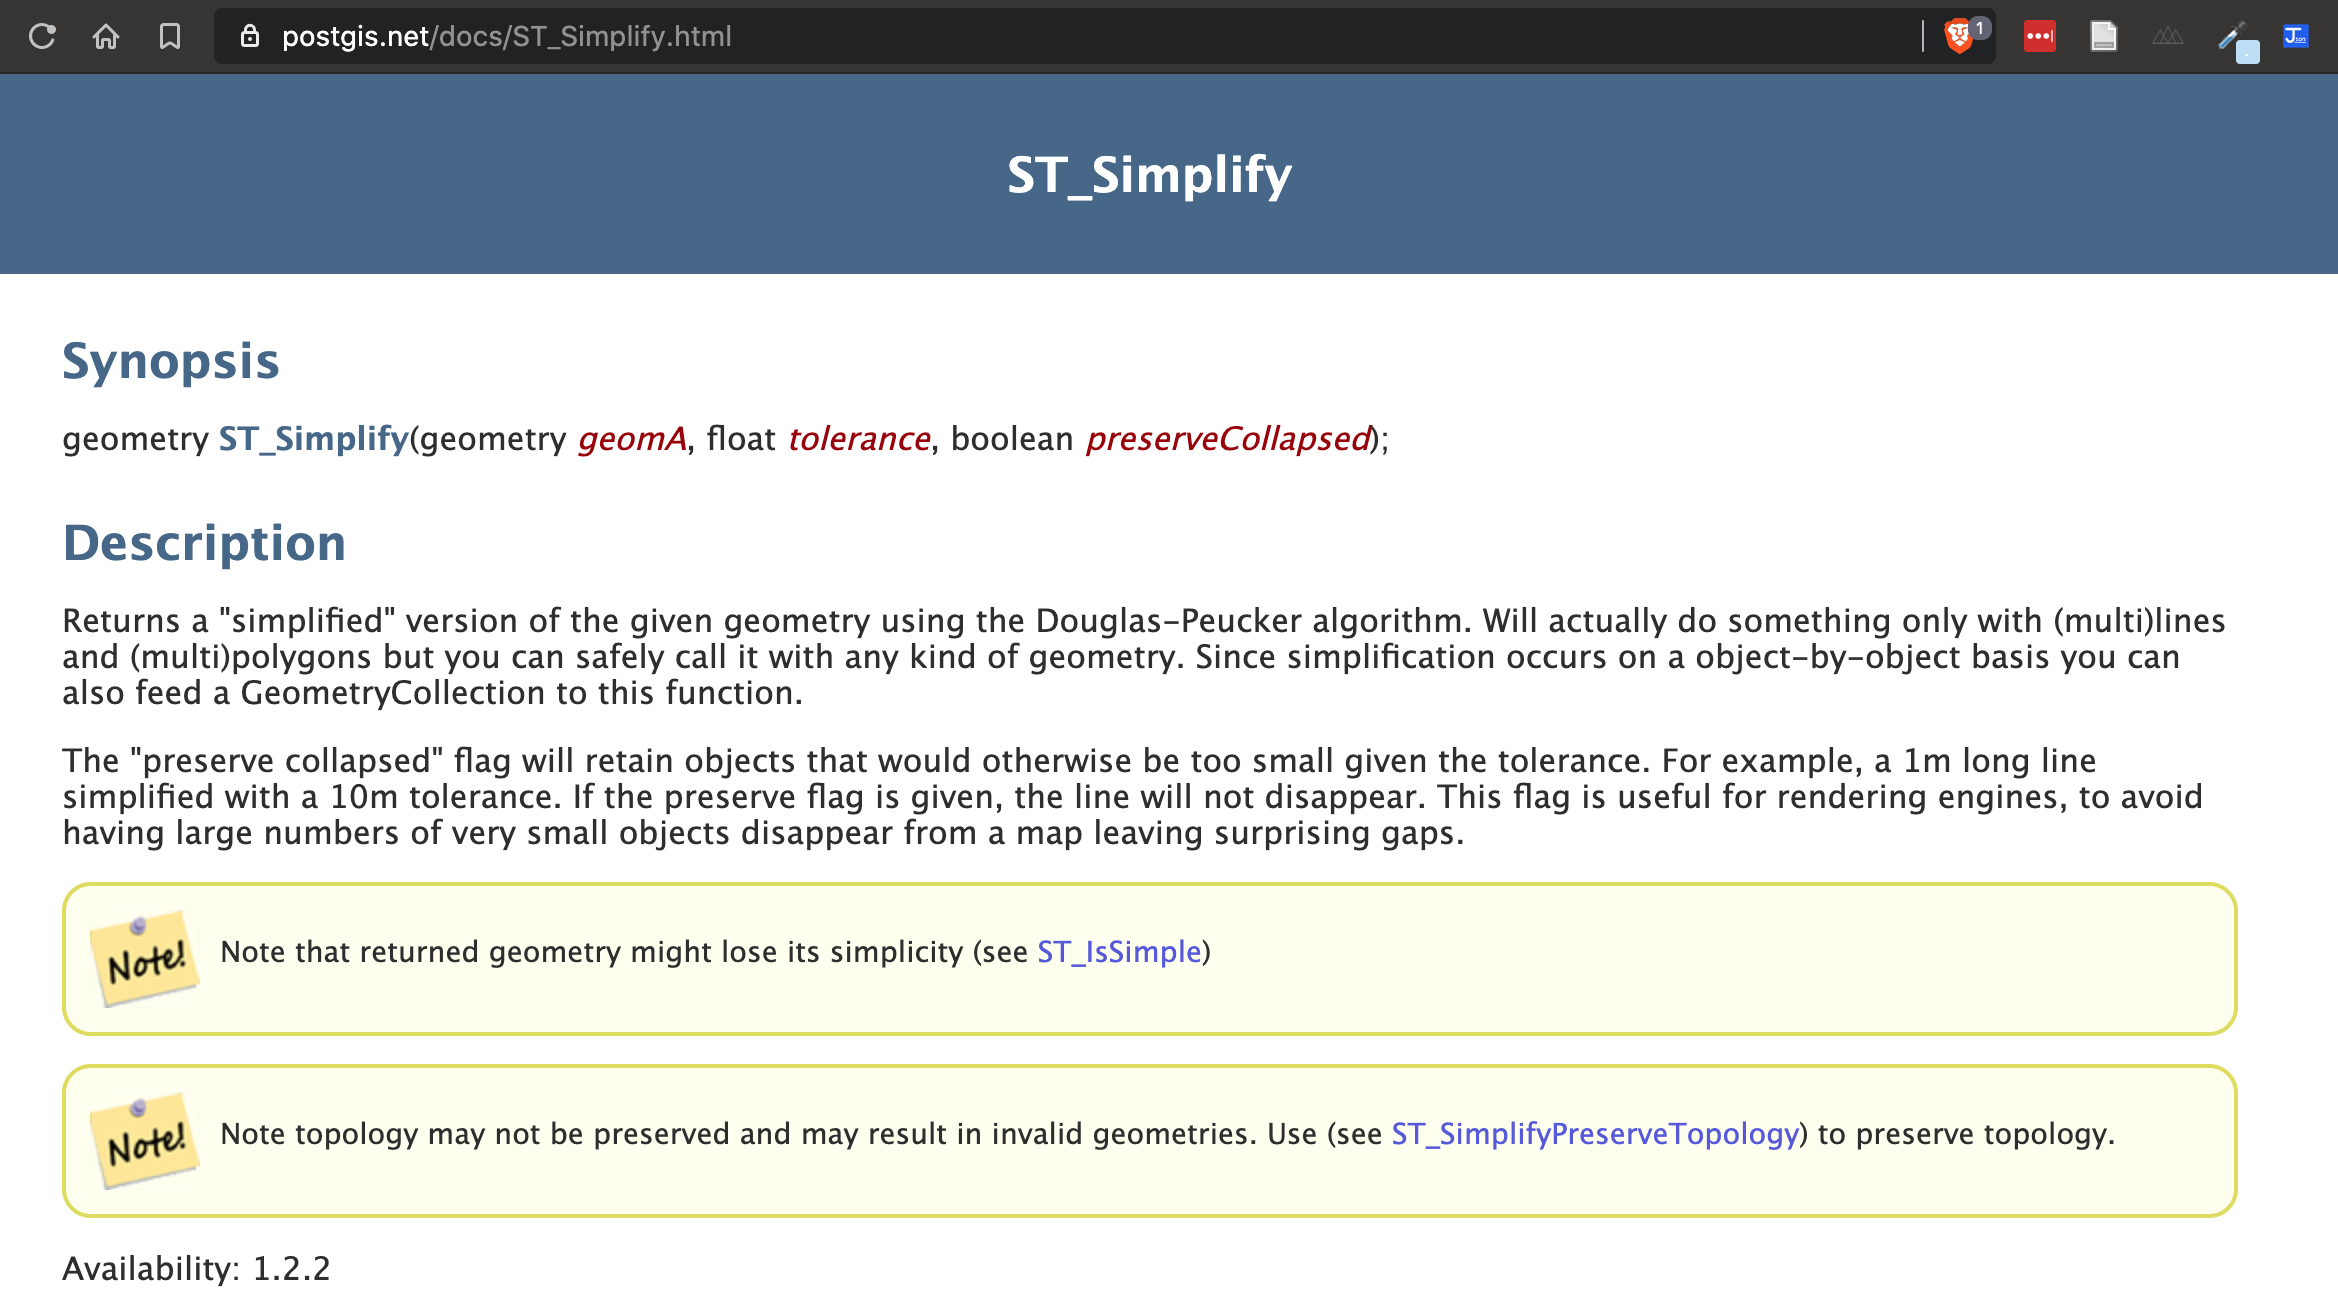 postgis.net/docs/ST_Simplify.html
1
ST_Simplify
Synopsis
geometry ST_Simplify(geometry geomA, float tolerance, boolean preserveCollapsed);
Description
Returns a "simplified" version of the given geometry using the Douglas-Peucker algorithm. Will actually do something only with (multi)lines
and (multi)polygons but you can safely call it with any kind of geometry. Since simplification occurs on a object-by-object basis you can
also feed a GeometryCollection to this function.
The "preserve collapsed" flag will retain objects that would otherwise be too small given the tolerance. For example, a 1m long line
simplified with a 10m tolerance. If the preserve flag is given, the line will not disappear. This flag is useful for rendering engines, to avoid
having large numbers of very small objects disappear from a map leaving surprising gaps.
Note!
Note that returned geometry might lose its simplicity (see ST_IsSimple)
Note!
Note topology may not be preserved and may result in invalid geometries. Use (see ST_SimplifyPreserveTopology) to preserve topology.
Availability: 1.2.2